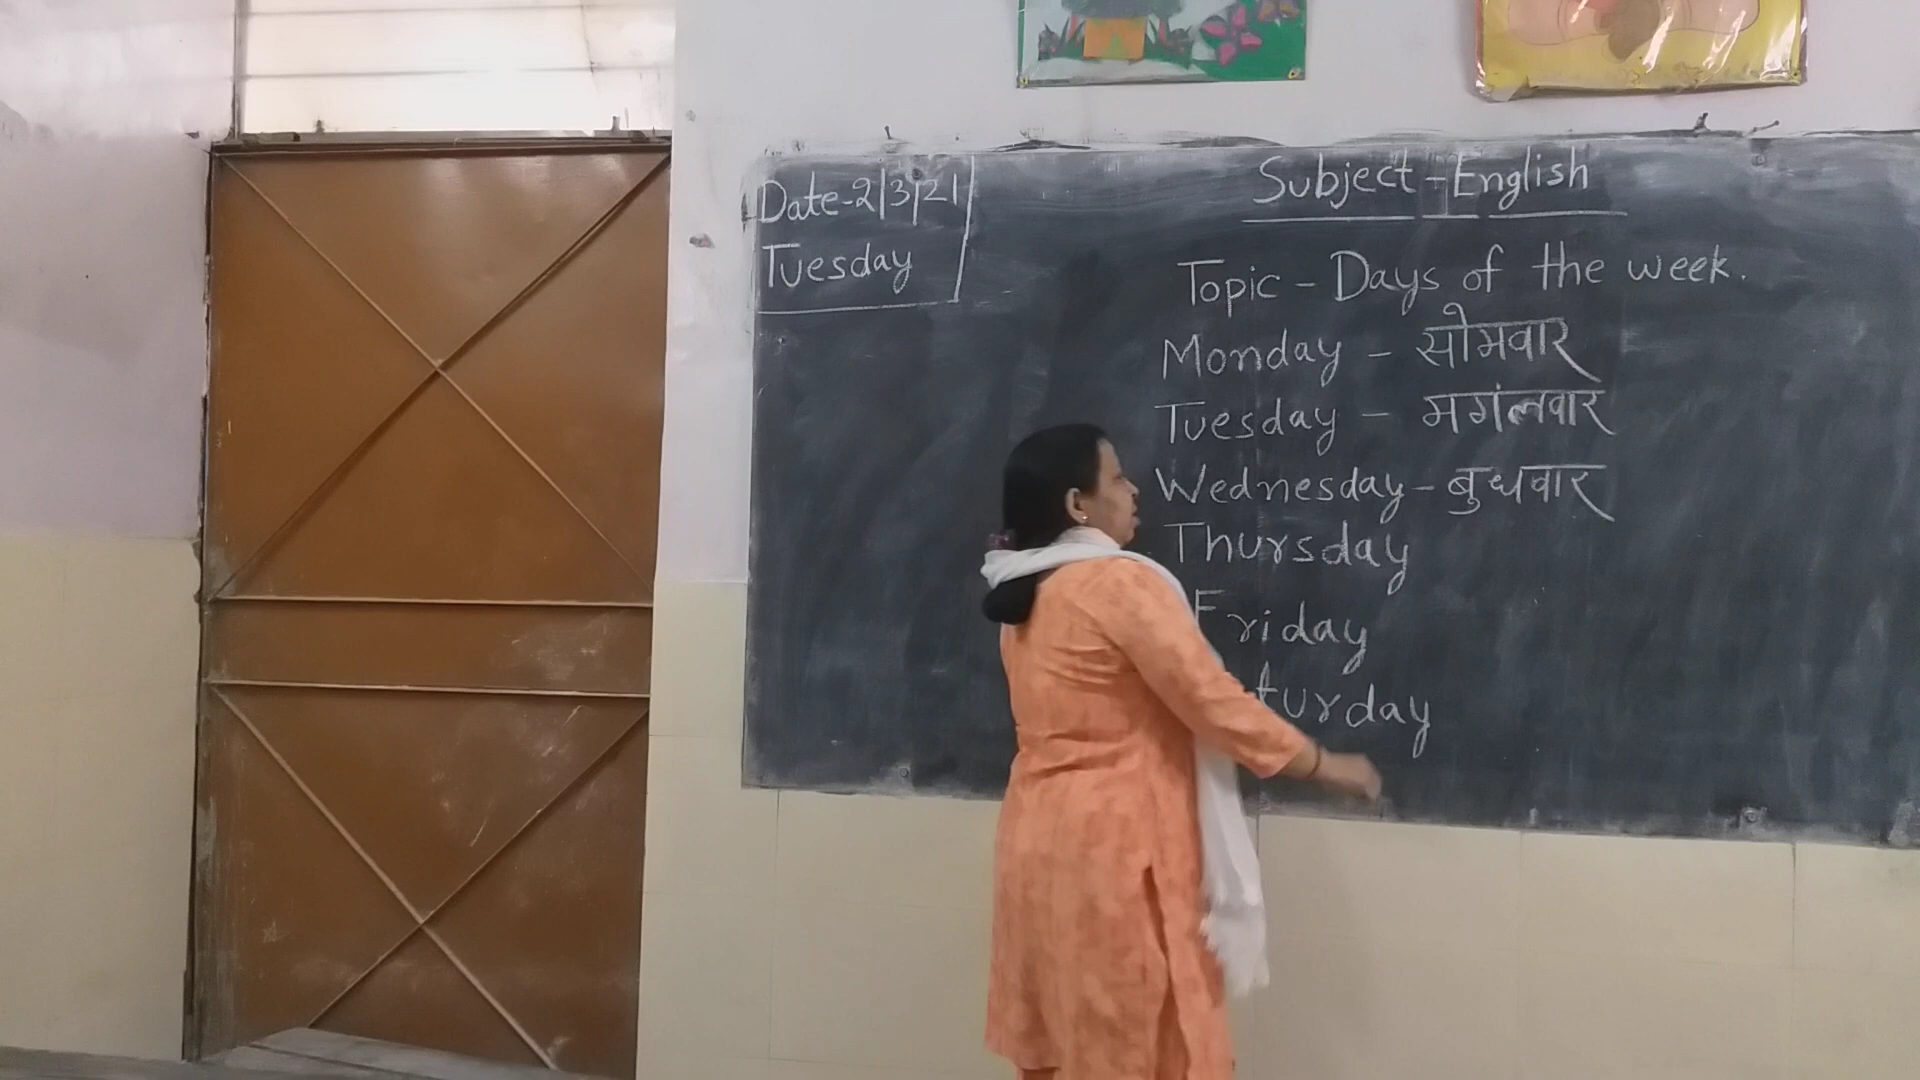 Date-2|3|21
Tuesday
Subject-English
Topic - Days of the week.
Monday - सोमवार
Tuesday - मगंलवार
Wednesday - बुधवार
Thursday
Friday
turday